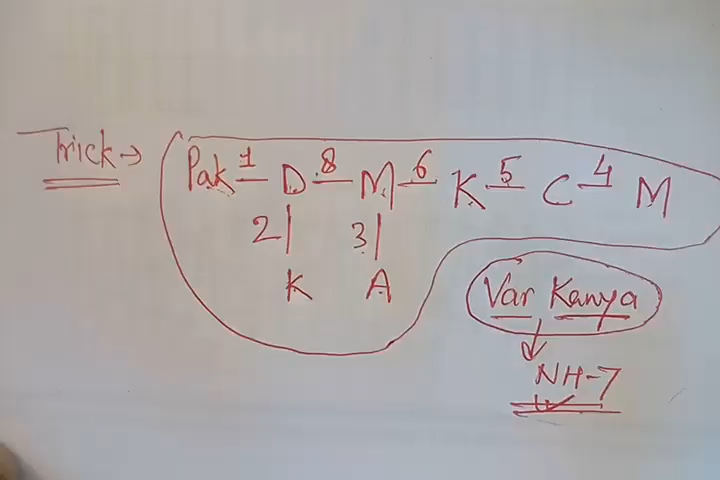 Trick → Pak 1 D 8 M 6 K 5 C 4 M
2 3
K A
Var Kanya
NH-7